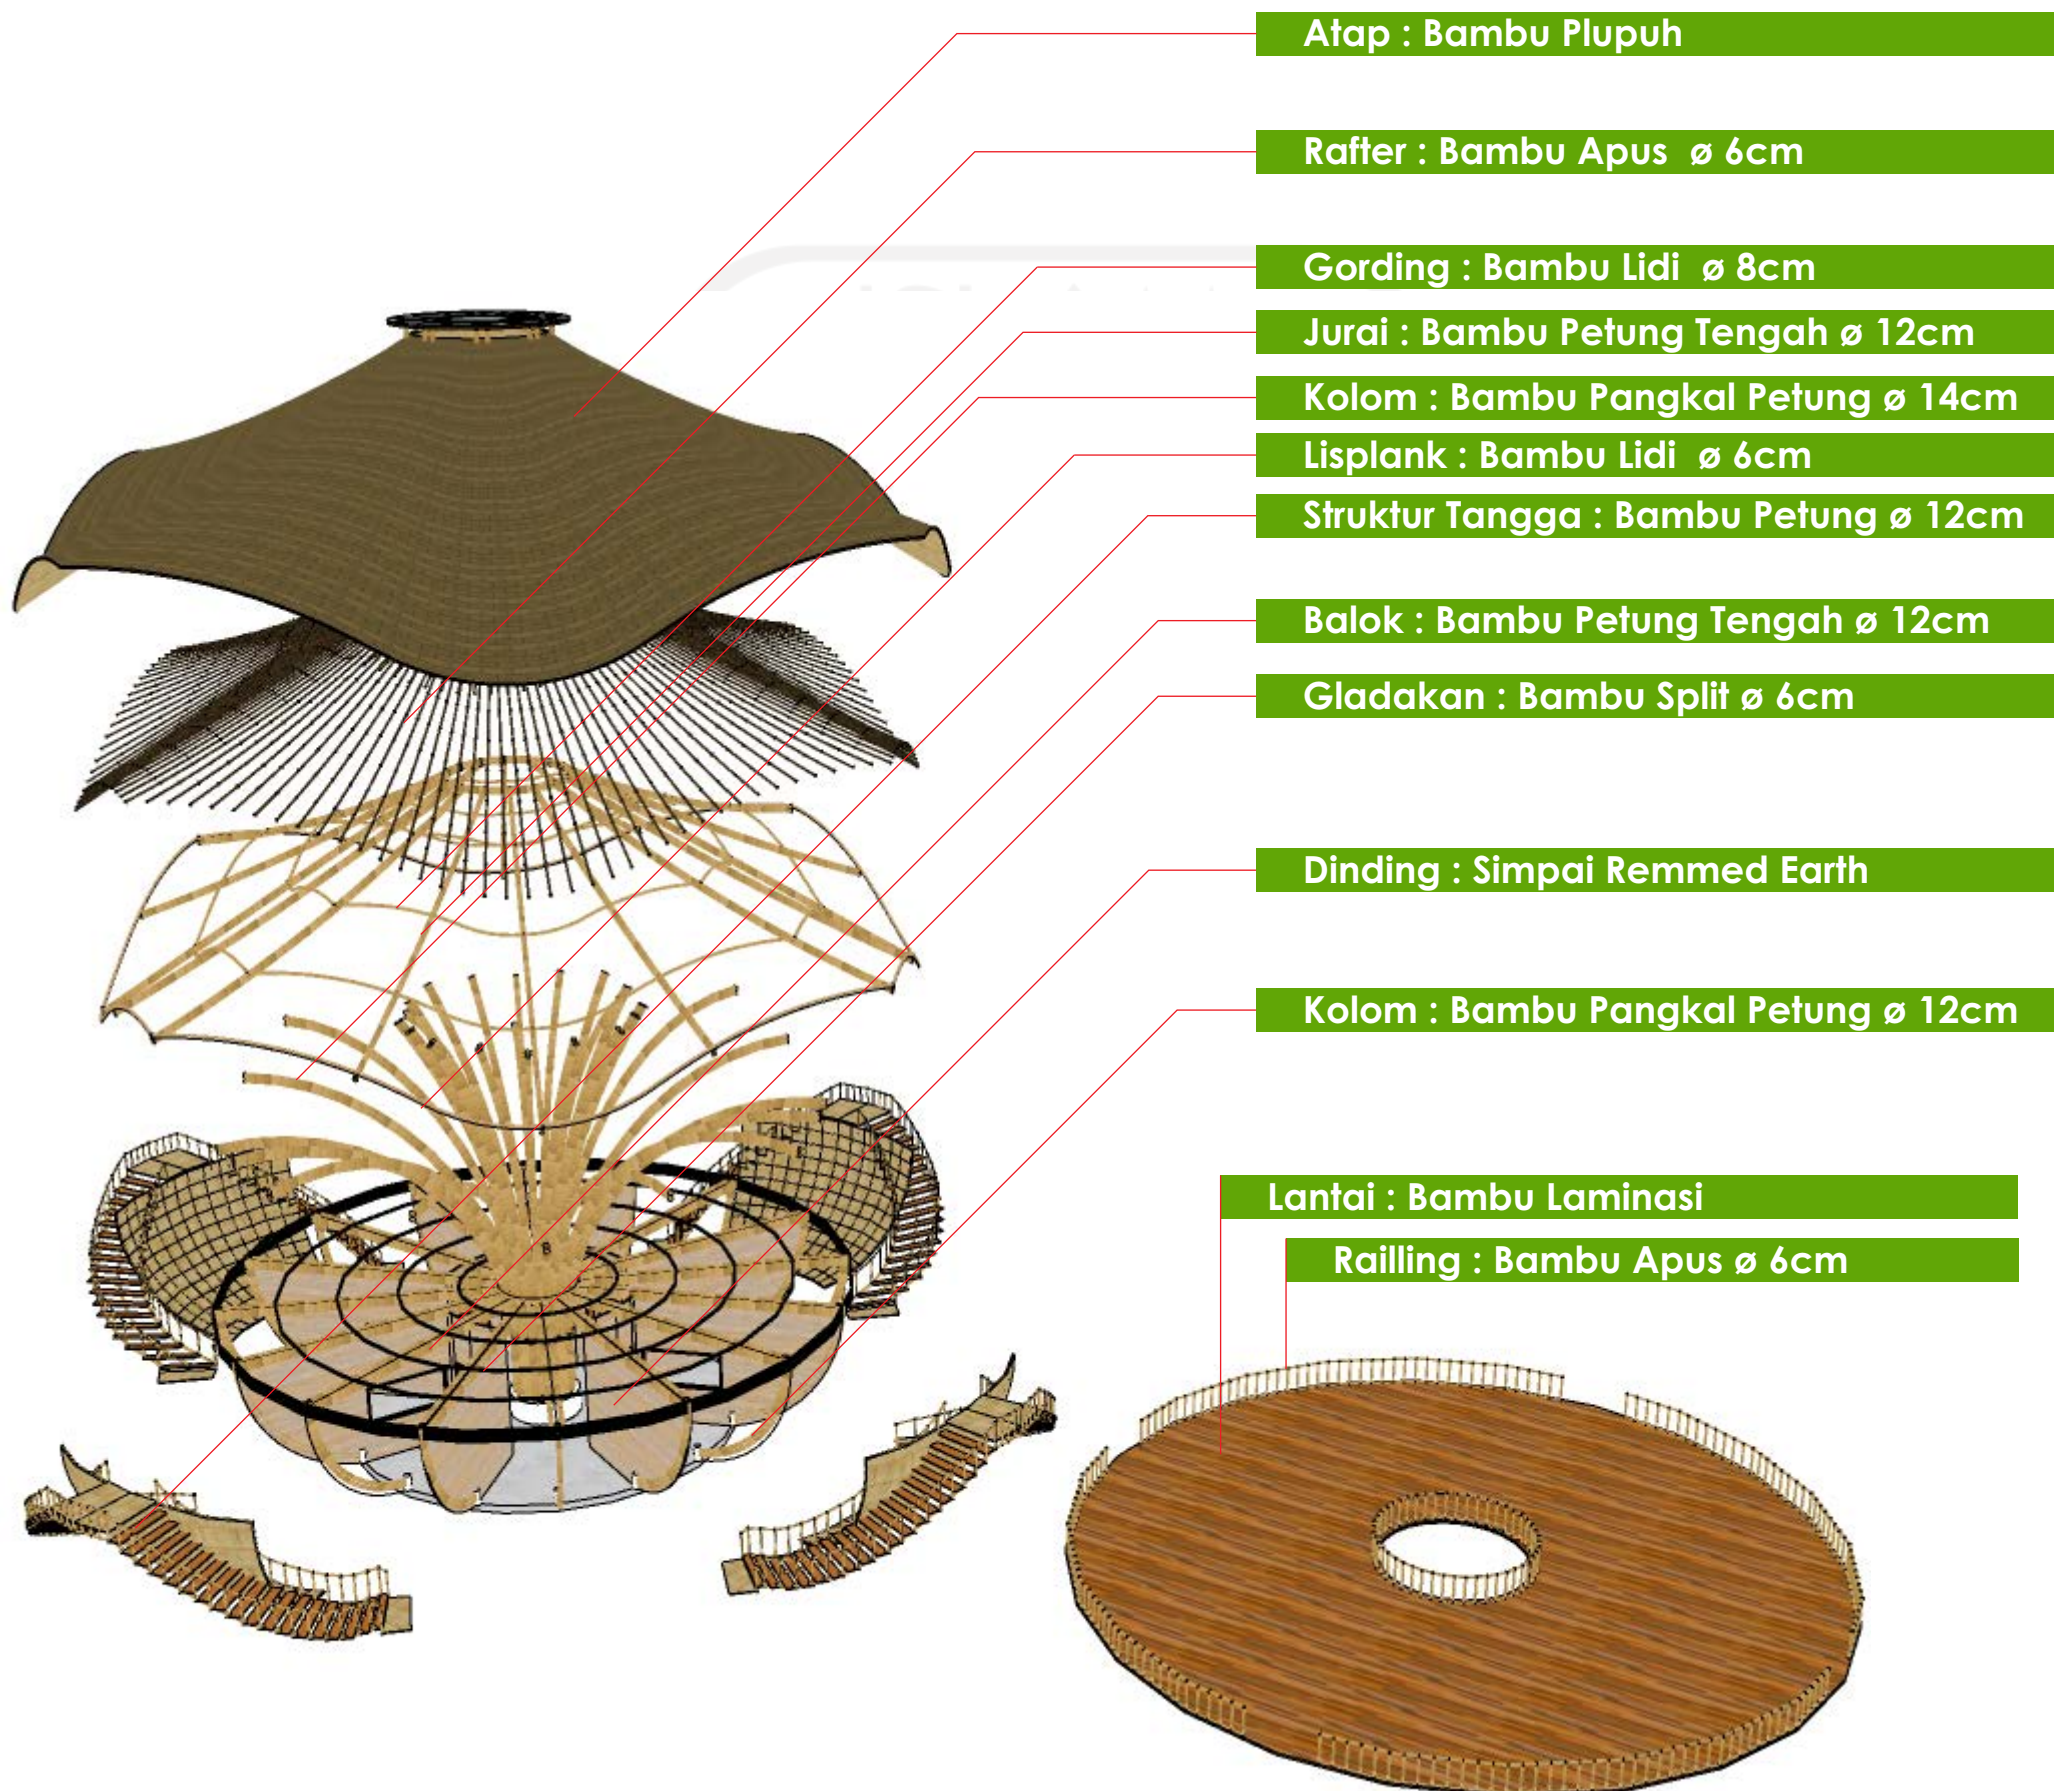 Atap : Bambu Plupuh
Rafter : Bambu Apus ø 6cm
Gording : Bambu Lidi ø 8cm
Jurai : Bambu Petung Tengah ø 12cm
Kolom : Bambu Pangkal Petung ø 14cm
Lisplank : Bambu Lidi ø 6cm
Struktur Tangga : Bambu Petung ø 12cm
Balok : Bambu Petung Tengah ø 12cm
Gladakan : Bambu Split ø 6cm
Dinding : Simpai Remmed Earth
Kolom : Bambu Pangkal Petung ø 12cm
Lantai : Bambu Laminasi
Railling : Bambu Apus ø 6cm